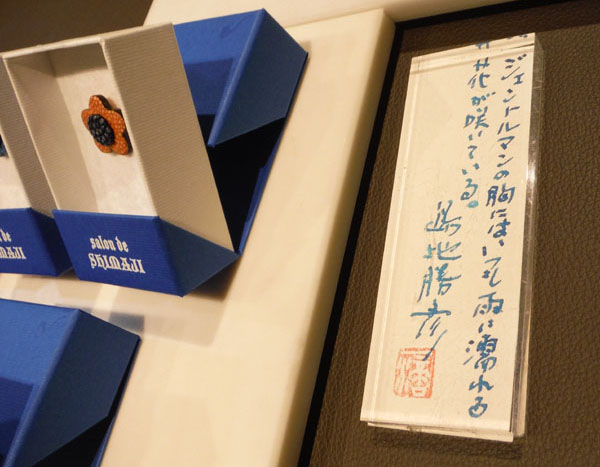 salon de
SHIMAJI
ジェントルマンの胸にはいつも雨に濡れる
花が咲いている。
島地勝彦